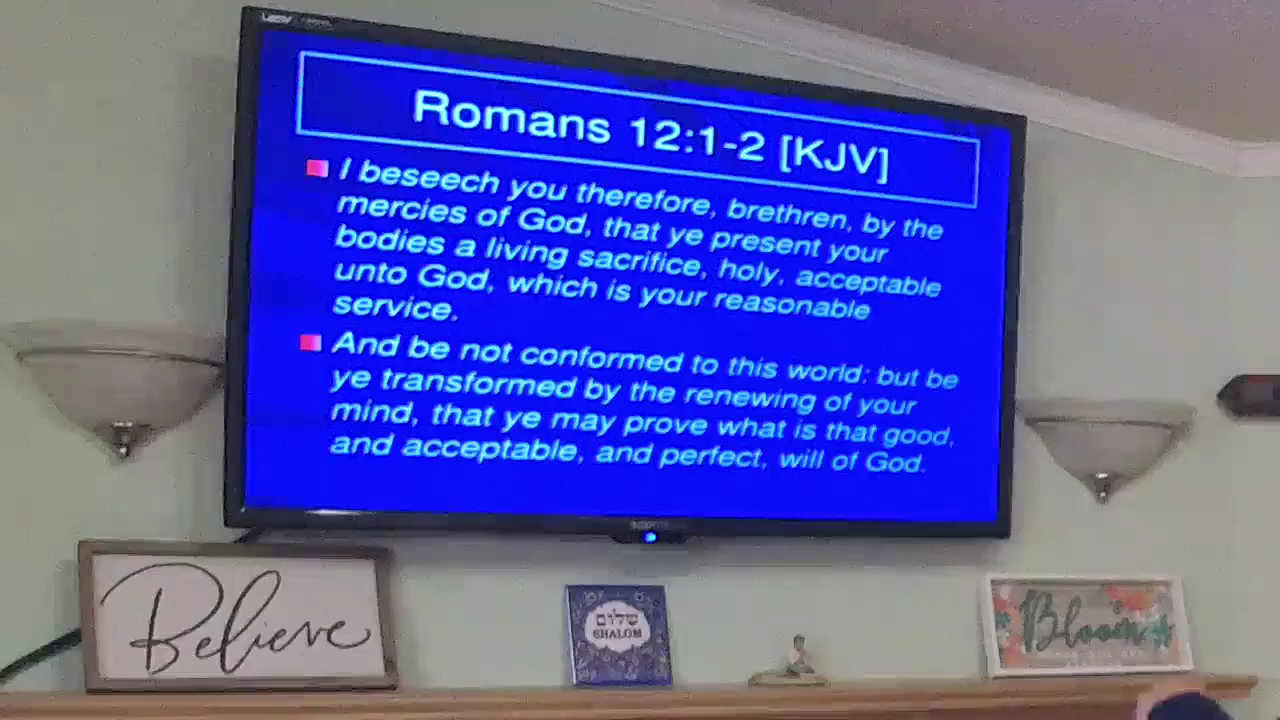 Romans 12:1-2 [KJV]
I beseech you therefore, brethren, by the
mercies of God, that ye present your
bodies a living sacrifice, holy, acceptable
unto God, which is your reasonable
service.
And be not conformed to this world: but be
ye transformed by the renewing of your
mind, that ye may prove what is that good,
and acceptable, and perfect, will of God.
Believe
שלום
SHALOM
Bloom